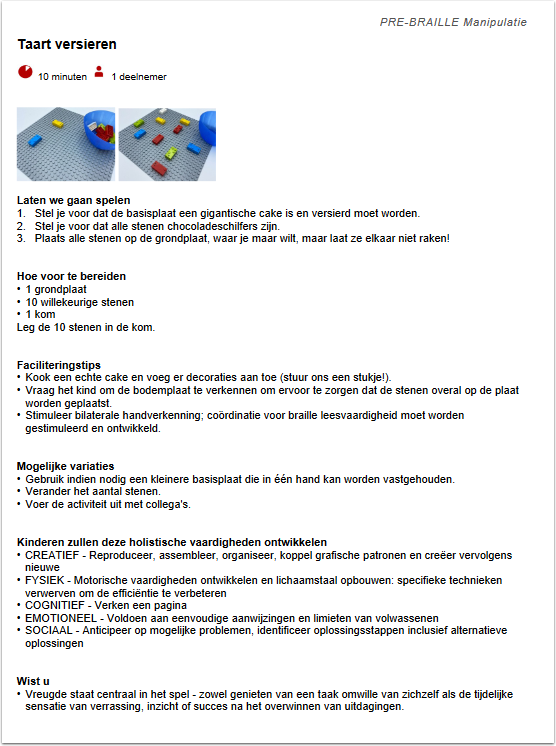 PRE-BRAILLE Manipulatie
Taart versieren
10 minuten 1 deelnemer
Laten we gaan spelen
1. Stel je voor dat de basisplaat een gigantische cake is en versierd moet worden.
2. Stel je voor dat alle stenen chocoladeschilfers zijn.
3. Plaats alle stenen op de grondplaat, waar je maar wilt, maar laat ze elkaar niet raken!
Hoe voor te bereiden
• 1 grondplaat
• 10 willekeurige stenen
• 1 kom
Leg de 10 stenen in de kom.
Faciliteringstips
• Kook een echte cake en voeg er decoraties aan toe (stuur ons een stukje!).
• Vraag het kind om de bodemplaat te verkennen om ervoor te zorgen dat de stenen overal op de plaat
worden geplaatst.
• Stimuleer bilaterale handverkenning; coördinatie voor braille leesvaardigheid moet worden
gestimuleerd en ontwikkeld.
Mogelijke variaties
• Gebruik indien nodig een kleinere basisplaat die in één hand kan worden vastgehouden.
• Verander het aantal stenen.
• Voer de activiteit uit met collega's.
Kinderen zullen deze holistische vaardigheden ontwikkelen
• CREATIEF - Reproduceer, assembleer, organiseer, koppel grafische patronen en creëer vervolgens
nieuwe
• FYSIEK - Motorische vaardigheden ontwikkelen en lichaamstaal opbouwen: specifieke technieken
verwerven om de efficiëntie te verbeteren
• COGNITIEF - Verken een pagina
• EMOTIONEEL - Voldoen aan eenvoudige aanwijzingen en limieten van volwassenen
• SOCIAAL - Anticipeer op mogelijke problemen, identificeer oplossingsstappen inclusief alternatieve
oplossingen
Wist u
• Vreugde staat centraal in het spel - zowel genieten van een taak omwille van zichzelf als de tijdelijke
sensatie van verrassing, inzicht of succes na het overwinnen van uitdagingen.